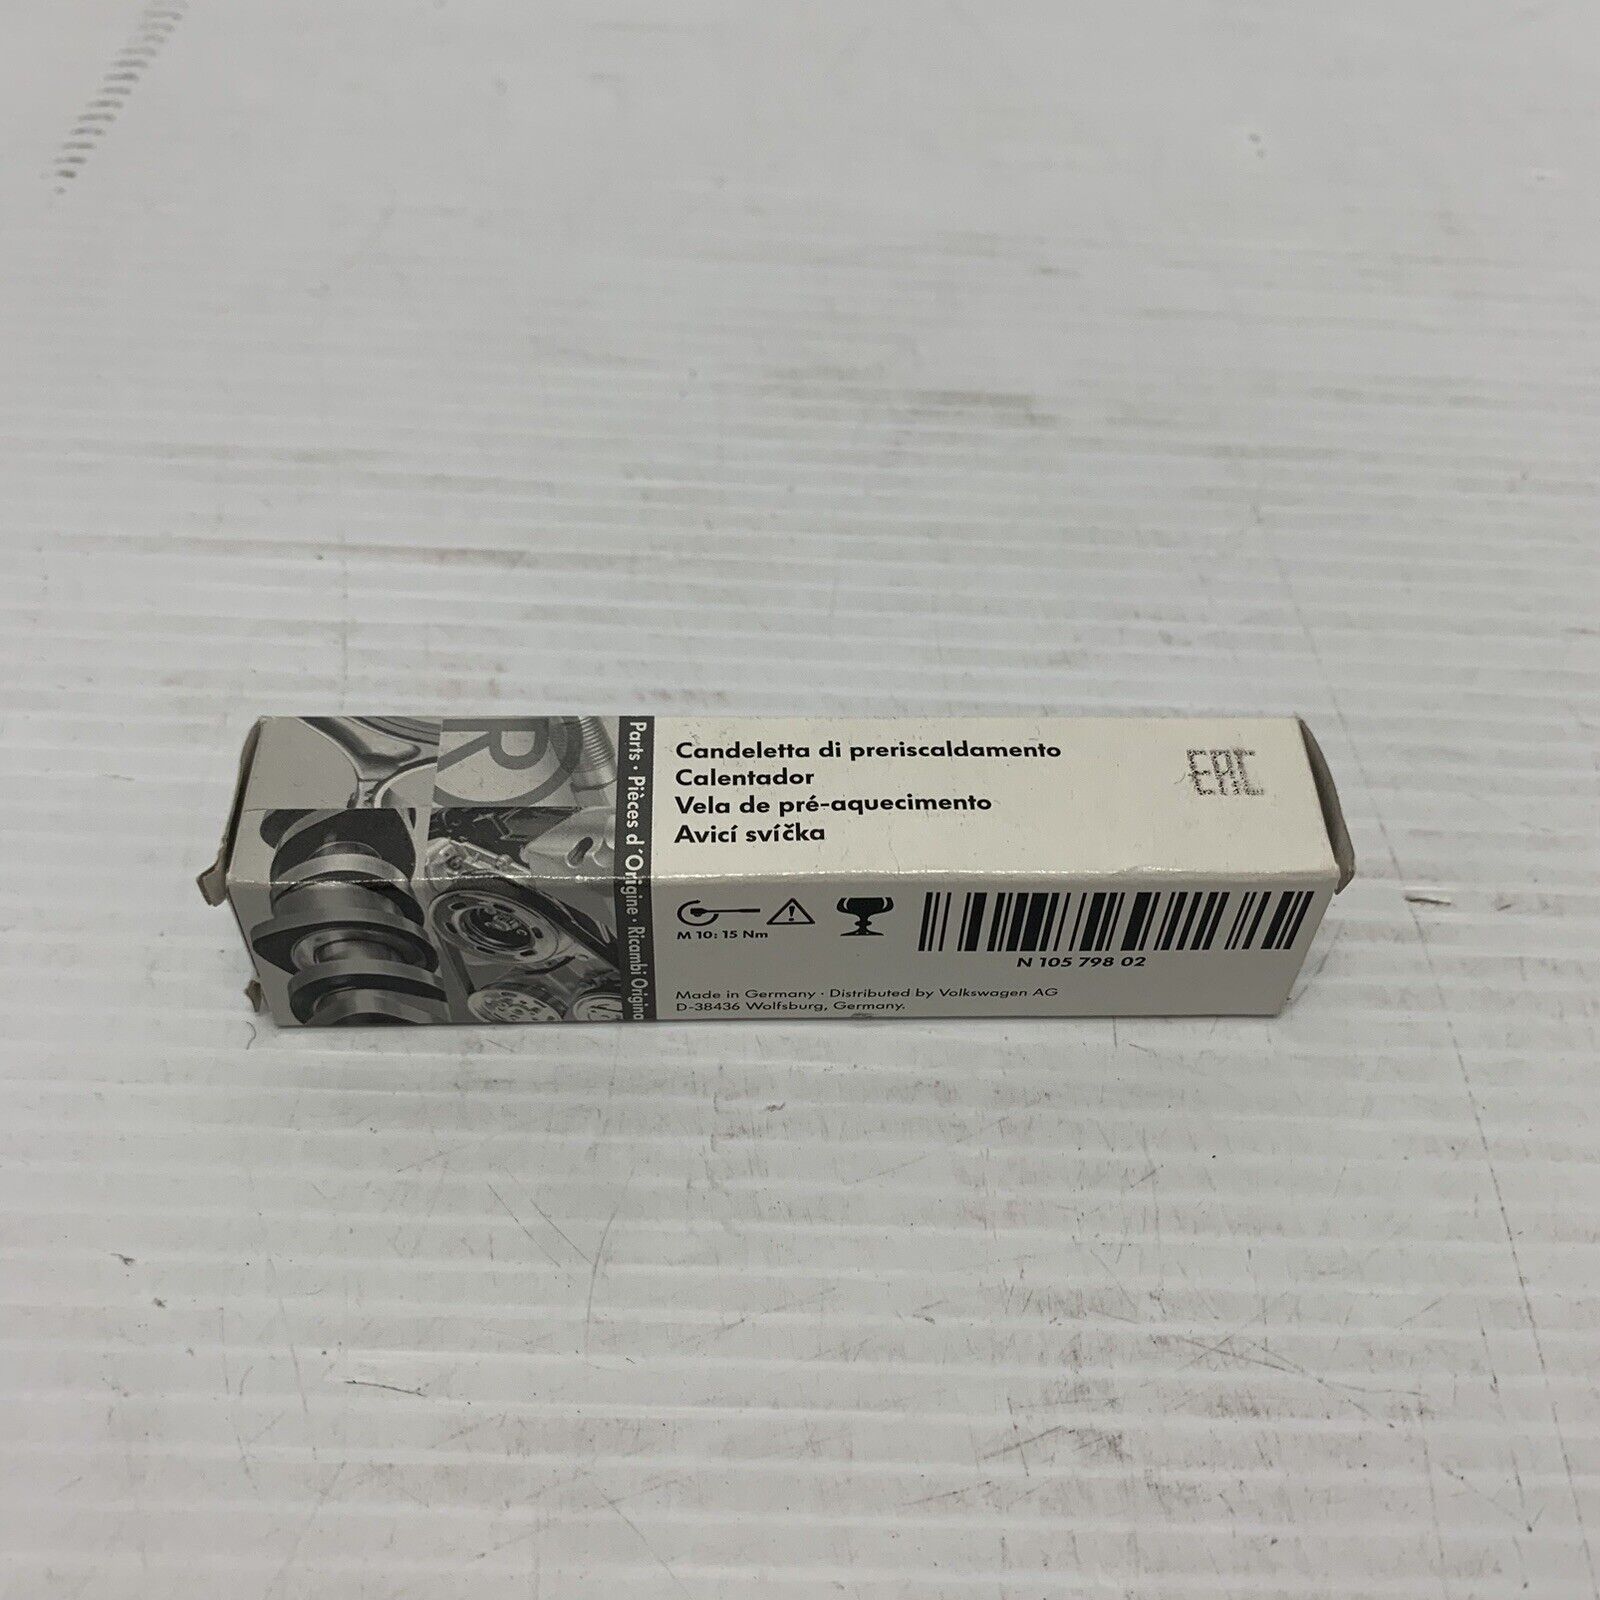 R
Parts · Pièces d'Origine · Ricambi Origina
Candeletta di preriscaldamento
Calentador
Vela de pré-aquecimento
Avicí svíčka
EAC
M 10: 15 Nm
N 105 798 02
Made in Germany · Distributed by Volkswagen AG
D-38436 Wolfsburg, Germany.